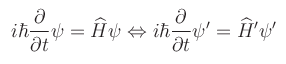 iℏ ∂/∂t ψ = Ĥψ ⇔ iℏ ∂/∂t ψ′ = Ĥ′ψ′